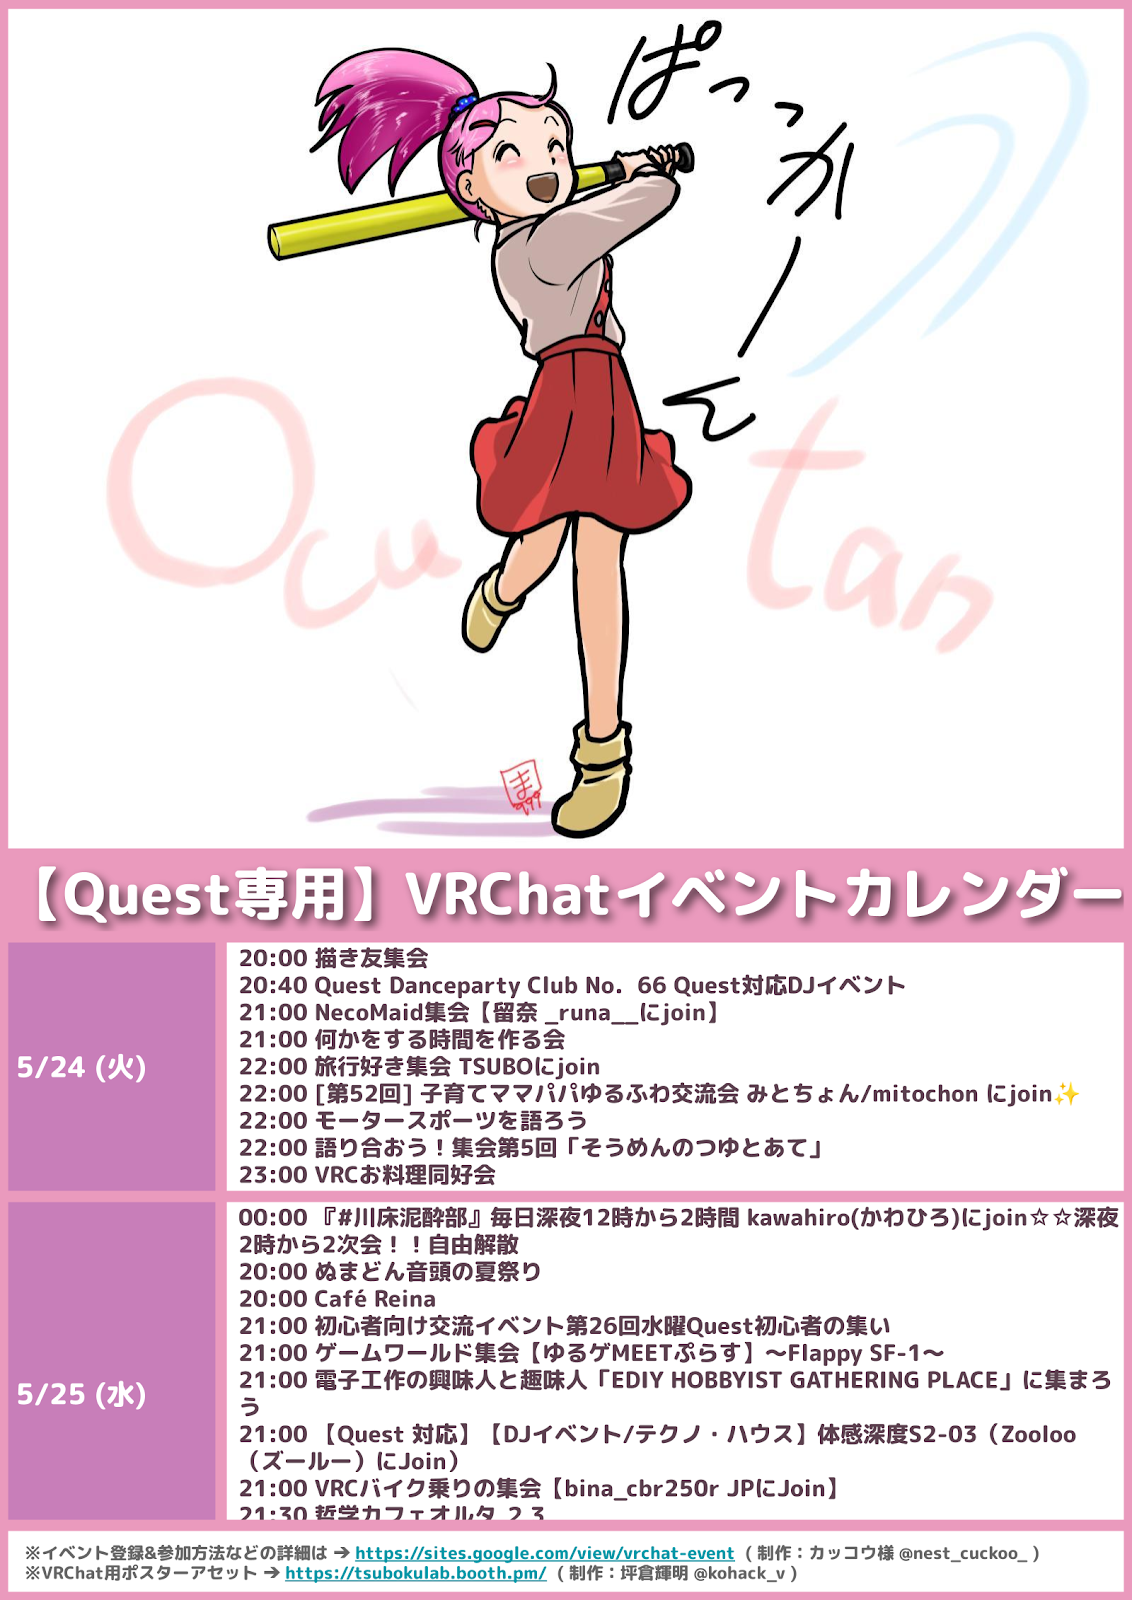 ぱっっかーん
Ocu tan
ま
999
【Quest専用】VRChatイベントカレンダー
5/24 (火)
20:00 描き友集会
20:40 Quest Danceparty Club No．66 Quest対応DJイベント
21:00 NecoMaid集会【留奈 _runa__にjoin】
21:00 何かをする時間を作る会
22:00 旅行好き集会 TSUBOにjoin
22:00 [第52回] 子育てママパパゆるふわ交流会 みとちょん/mitochon にjoin✨
22:00 モータースポーツを語ろう
22:00 語り合おう！集会第5回「そうめんのつゆとあて」
23:00 VRCお料理同好会
5/25 (水)
00:00 『#川床泥酔部』毎日深夜12時から2時間 kawahiro(かわひろ)にjoin☆☆深夜
2時から2次会！！自由解散
20:00 ぬまどん音頭の夏祭り
20:00 Café Reina
21:00 初心者向け交流イベント第26回水曜Quest初心者の集い
21:00 ゲームワールド集会【ゆるゲMEETぷらす】～Flappy SF-1～
21:00 電子工作の興味人と趣味人「EDIY HOBBYIST GATHERING PLACE」に集まろ
う
21:00 【Quest 対応】【DJイベント/テクノ・ハウス】体感深度S2-03（Zooloo
（ズールー）にJoin）
21:00 VRCバイク乗りの集会【bina_cbr250r JPにJoin】
21:30 哲学カフェオルタ 2.3
※イベント登録&参加方法などの詳細は ➔ https://sites.google.com/view/vrchat-event （ 制作：カッコウ様 @nest_cuckoo_ ）
※VRChat用ポスターアセット ➔ https://tsubokulab.booth.pm/ （ 制作：坪倉輝明 @kohack_v ）